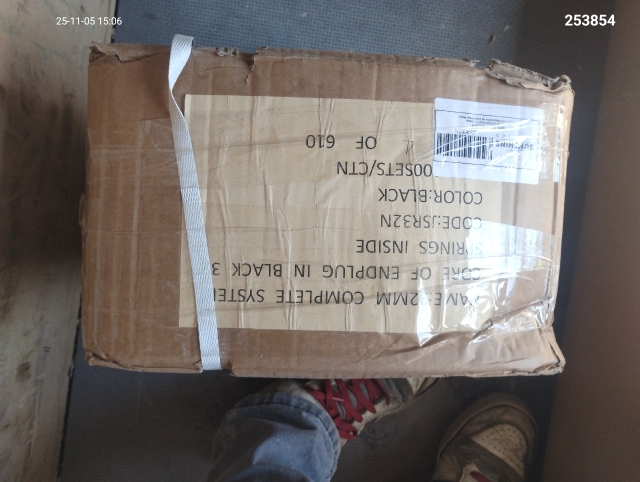 25-11-05 15:06
253854
NAME:32MM COMPLETE SYSTEM
CORE OF ENDPLUG IN BLACK 3
SPRINGS INSIDE
CODE:JSR32N
COLOR:BLACK
00SETS/CTN
OF 610